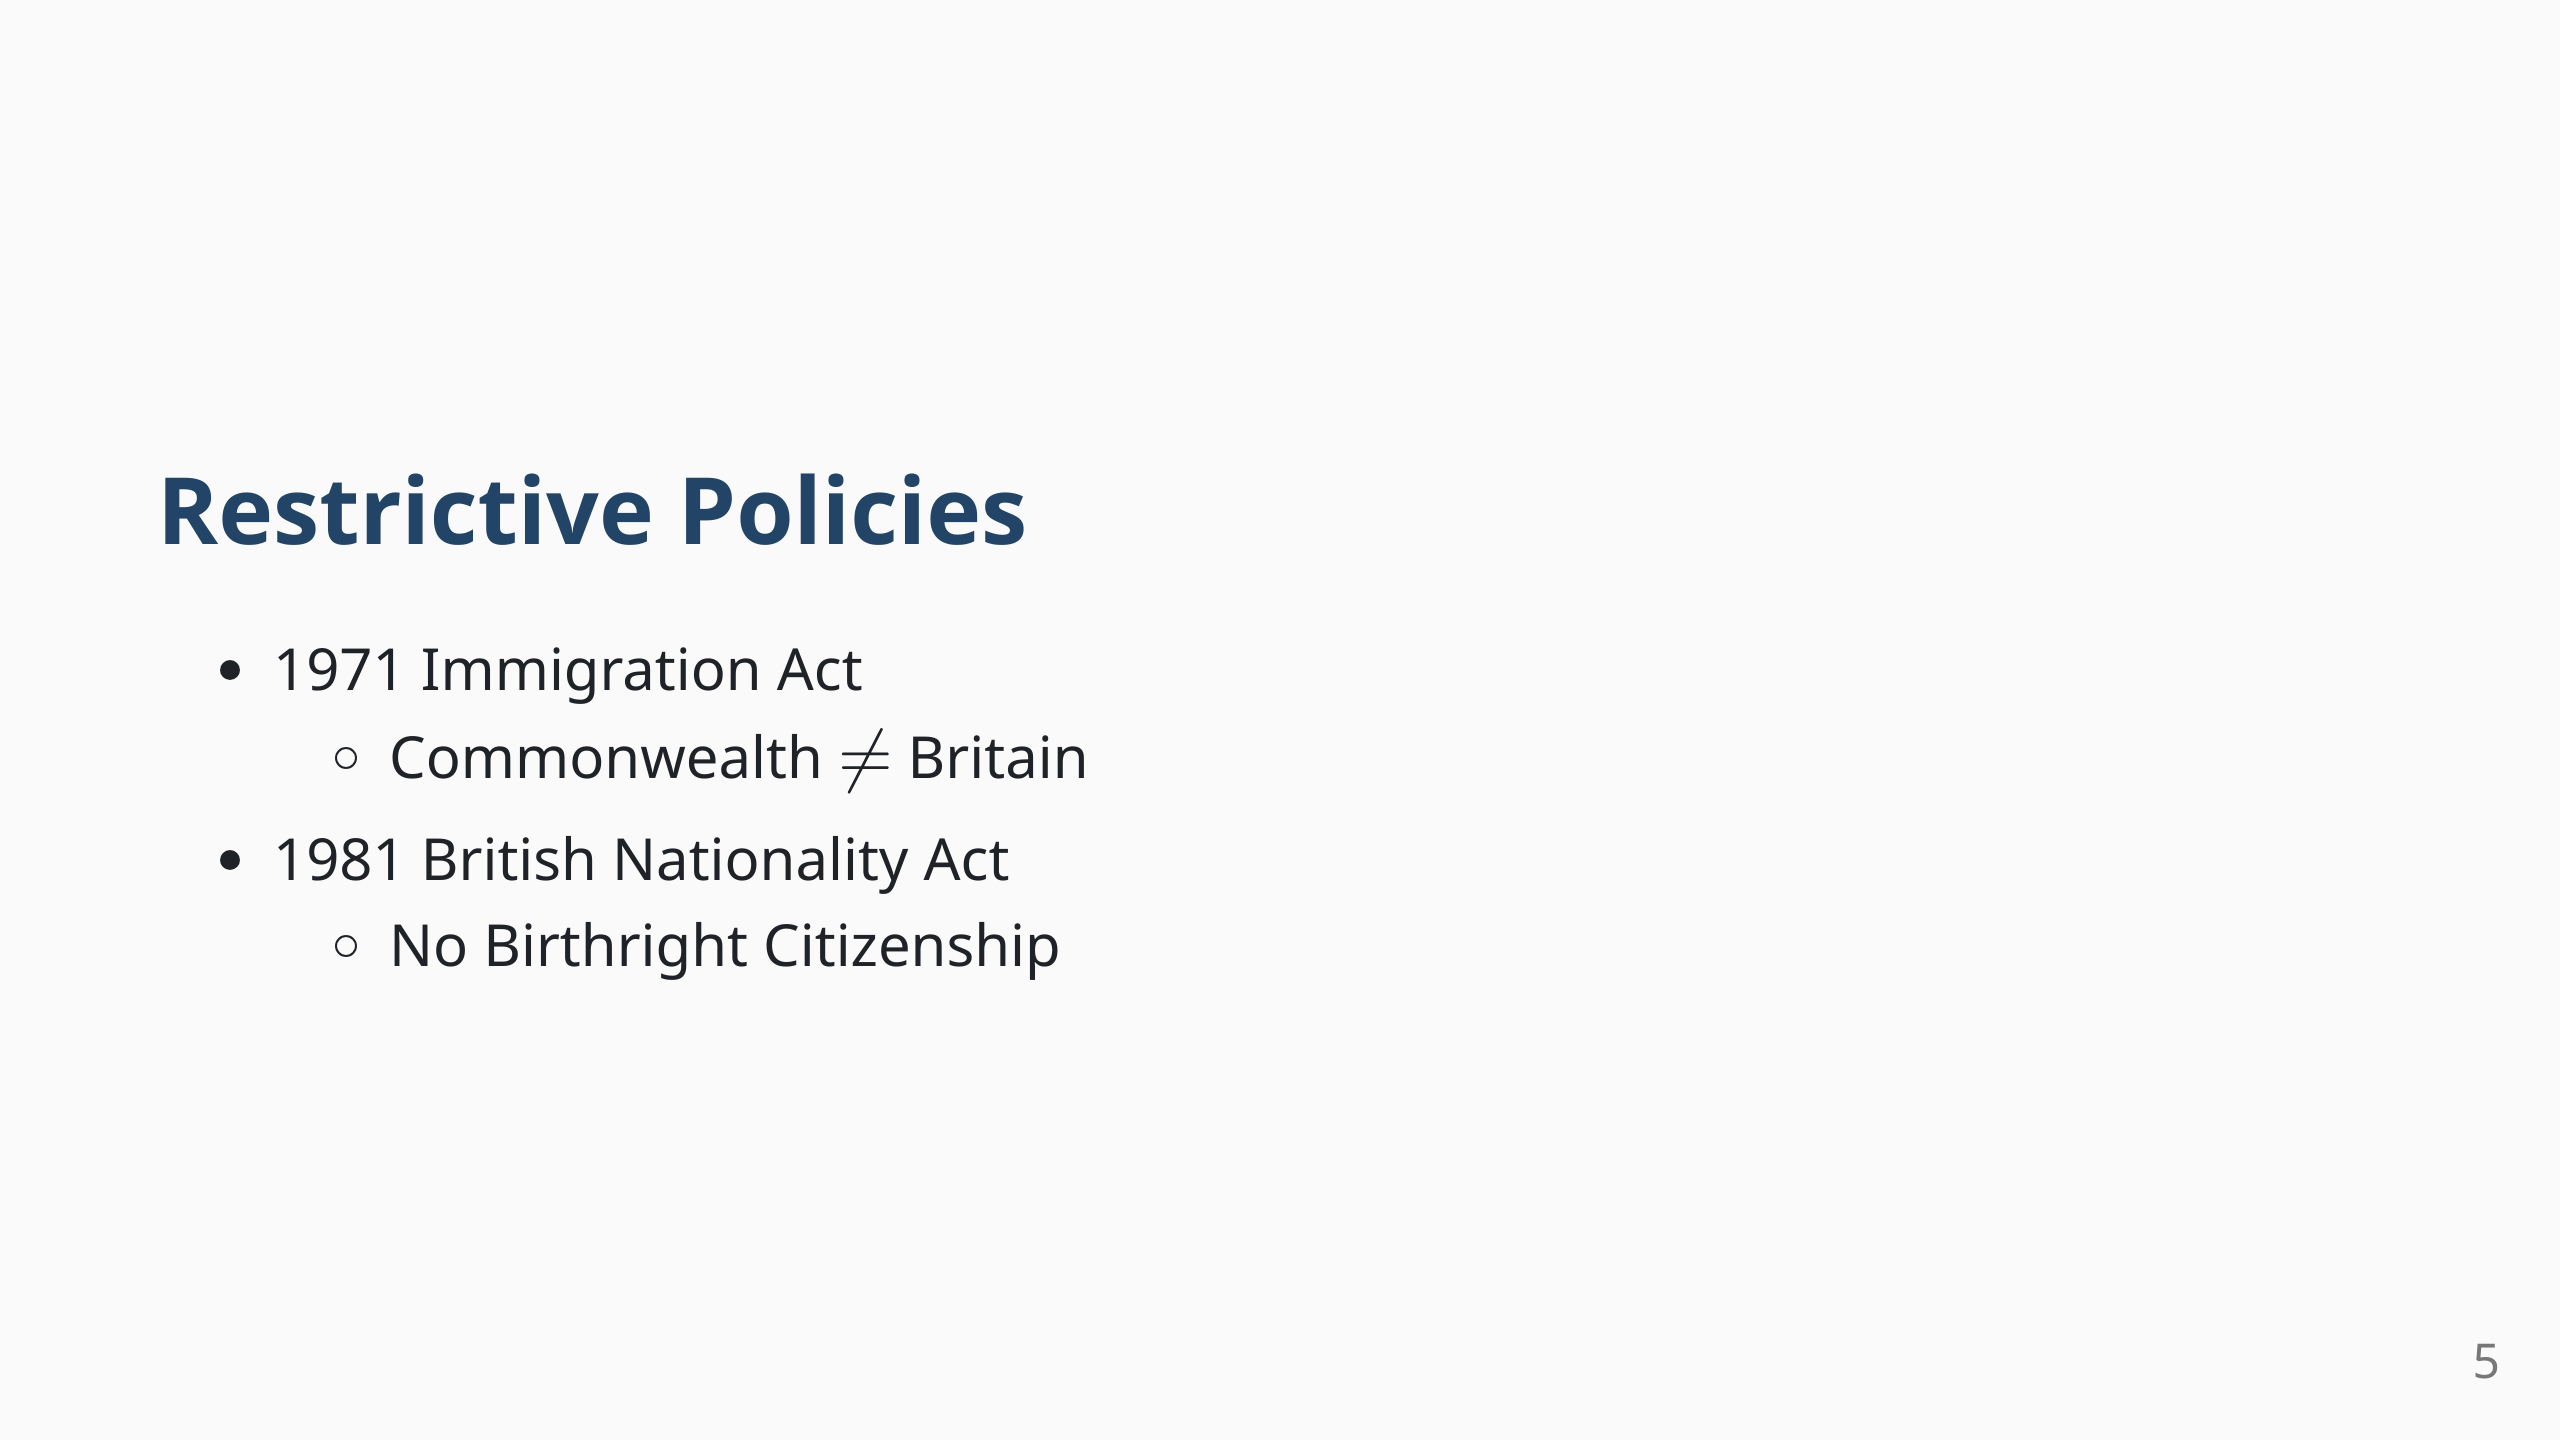 Restrictive Policies
• 1971 Immigration Act
◦ Commonwealth ≠ Britain
• 1981 British Nationality Act
◦ No Birthright Citizenship
5